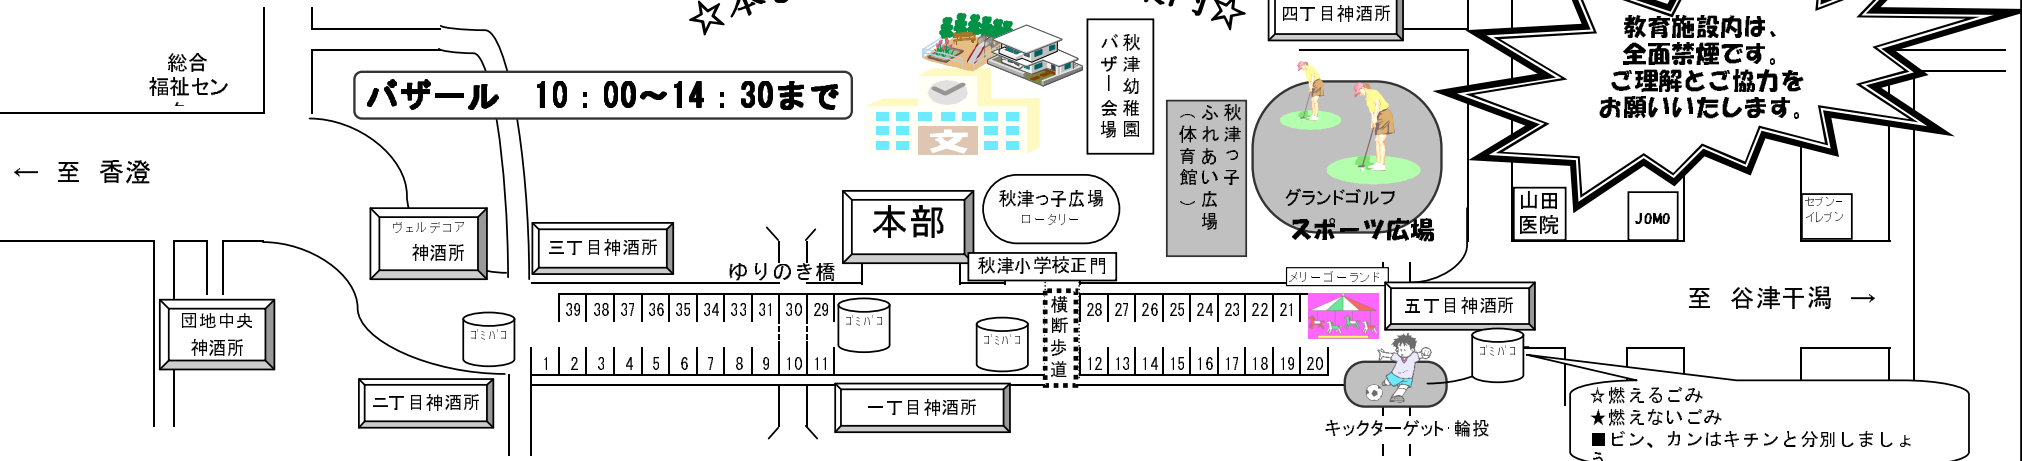 ☆本
内☆
四丁目神酒所
教育施設内は、
全面禁煙です。
ご理解とご協力を
お願いいたします。
総合
福祉セン
バザール　10：00～14：30まで
秋津幼稚園
バザー会場
秋津っ子
ふれあい広場
（体育館）
グランドゴルフ
スポーツ広場
← 至 香澄
ヴェルデコア
神酒所
三丁目神酒所
ゆりのき橋
本部
秋津っ子広場
ロータリー
秋津小学校正門
山田
医院
JOMO
セブンー
イレブン
メリーゴーランド
五丁目神酒所
至 谷津干潟 →
団地中央
神酒所
ゴミバコ
39 38 37 36 35 34 33 31 30 29
ゴミバコ
ゴミバコ
横断歩道
28 27 26 25 24 23 22 21
ゴミバコ
1 2 3 4 5 6 7 8 9 10 11
12 13 14 15 16 17 18 19 20
二丁目神酒所
一丁目神酒所
キックターゲット・輪投
☆燃えるごみ
★燃えないごみ
■ビン、カンはキチンと分別しましょ
う